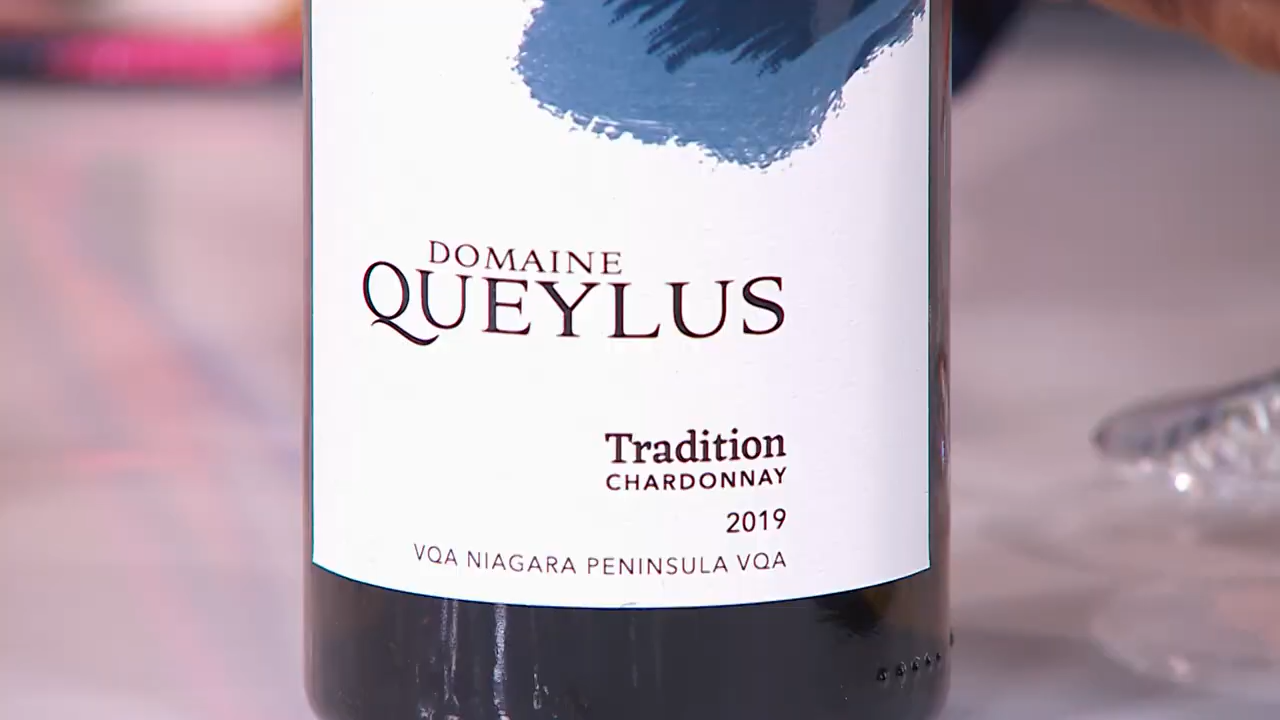 DOMAINE
QUEYLUS
Tradition
CHARDONNAY
2019
VQA NIAGARA PENINSULA VQA